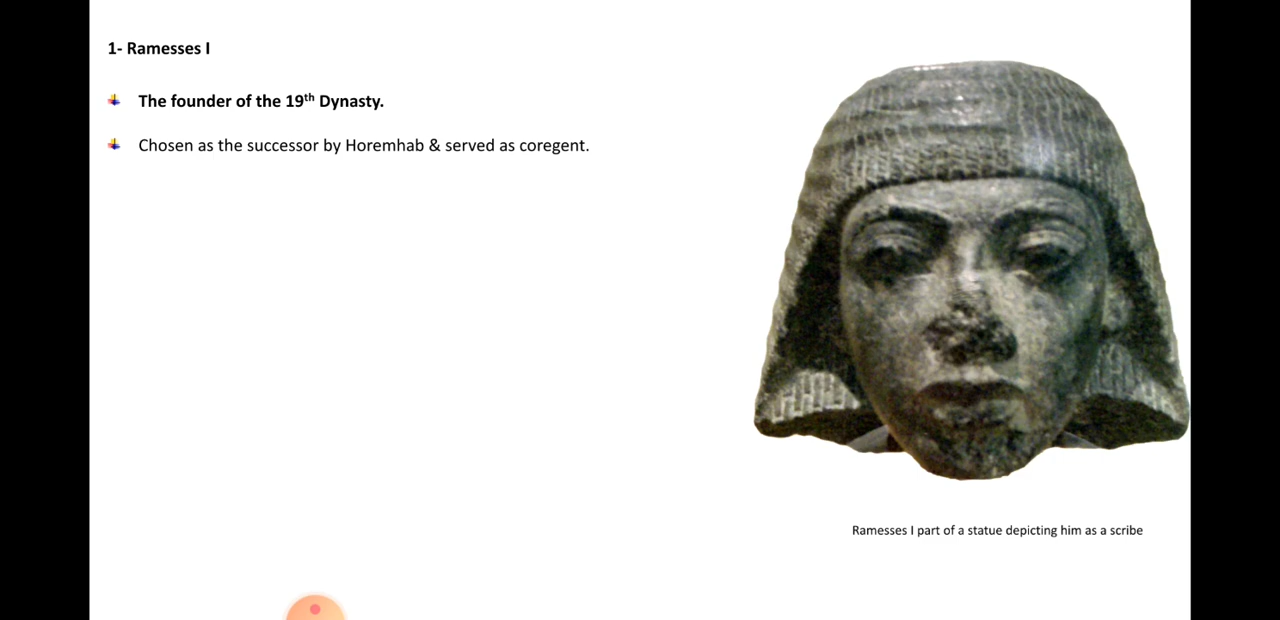 1- Ramesses I
The founder of the 19th Dynasty.
Chosen as the successor by Horemhab & served as coregent.
Ramesses I part of a statue depicting him as a scribe